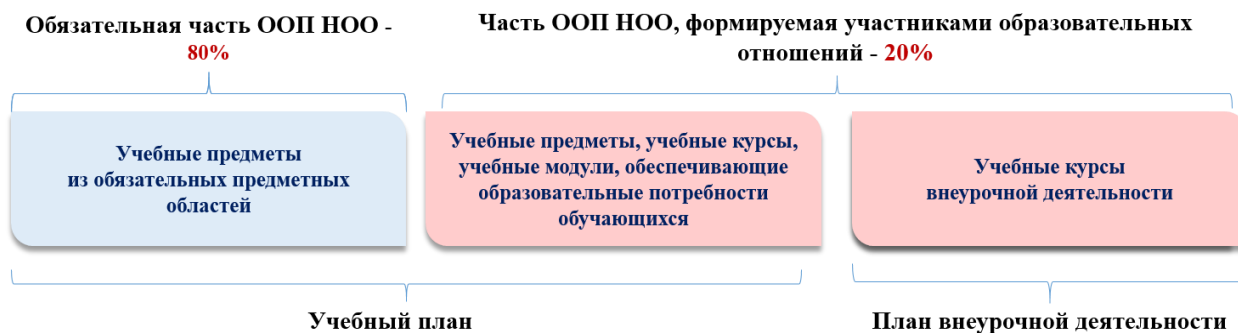 Обязательная часть ООП НОО -
80%
Часть ООП НОО, формируемая участниками образовательных
отношений - 20%
Учебные предметы
из обязательных предметных
областей
Учебные предметы, учебные курсы,
учебные модули, обеспечивающие
образовательные потребности
обучающихся
Учебные курсы
внеурочной деятельности
Учебный план
План внеурочной деятельности